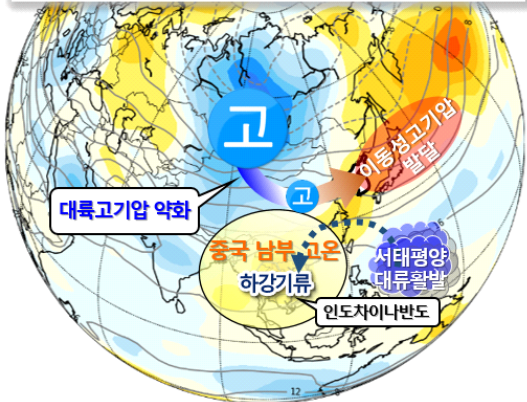 고
이동성고기압
발달
고
대륙고기압 약화
중국 남부 고온
하강기류
서태평양
대류활발
인도차이나반도
12
8